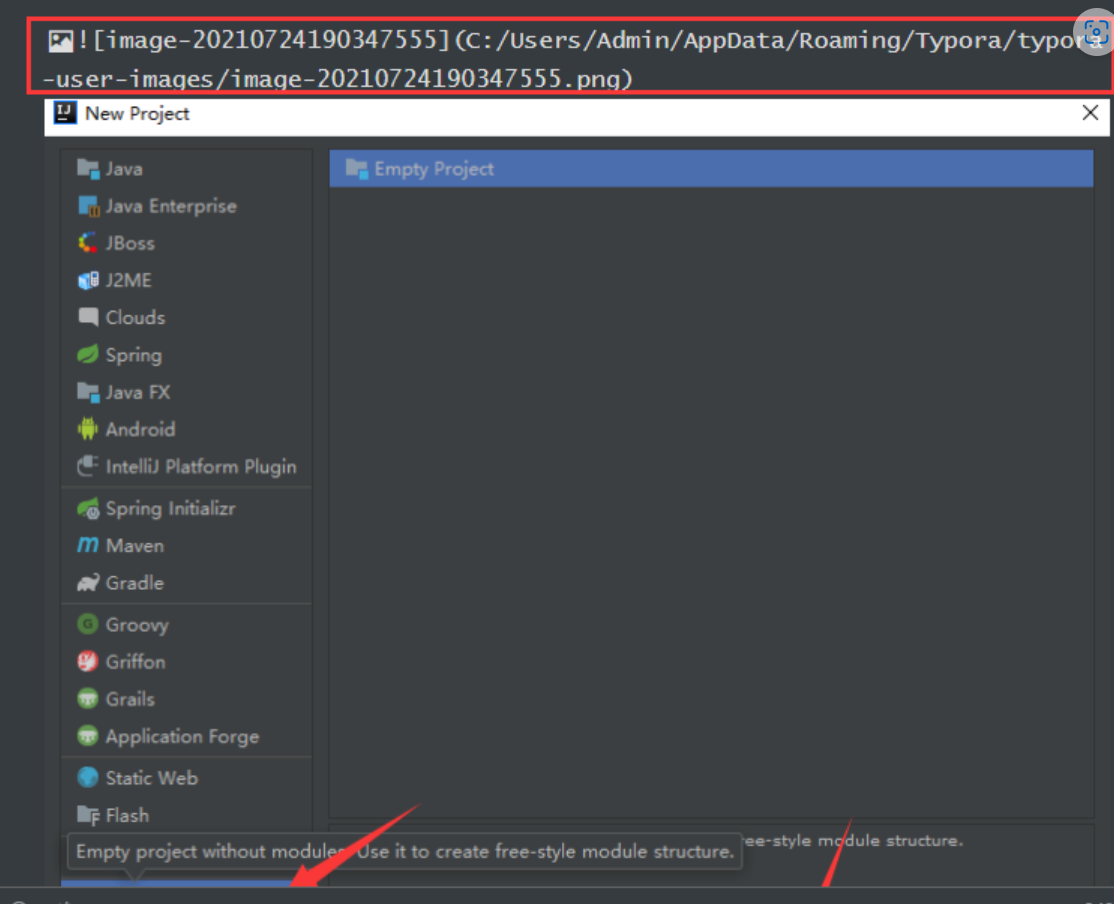 ![image-20210724190347555](C:/Users/Admin/AppData/Roaming/Typora/typora
-user-images/image-20210724190347555.png)
New Project
Java
Empty Project
Java Enterprise
JBoss
J2ME
Clouds
Spring
Java FX
Android
IntelliJ Platform Plugin
Spring Initializr
Maven
Gradle
Groovy
Griffon
Grails
Application Forge
Static Web
Flash
ee-style module structure.
Empty project without modules. Use it to create free-style module structure.